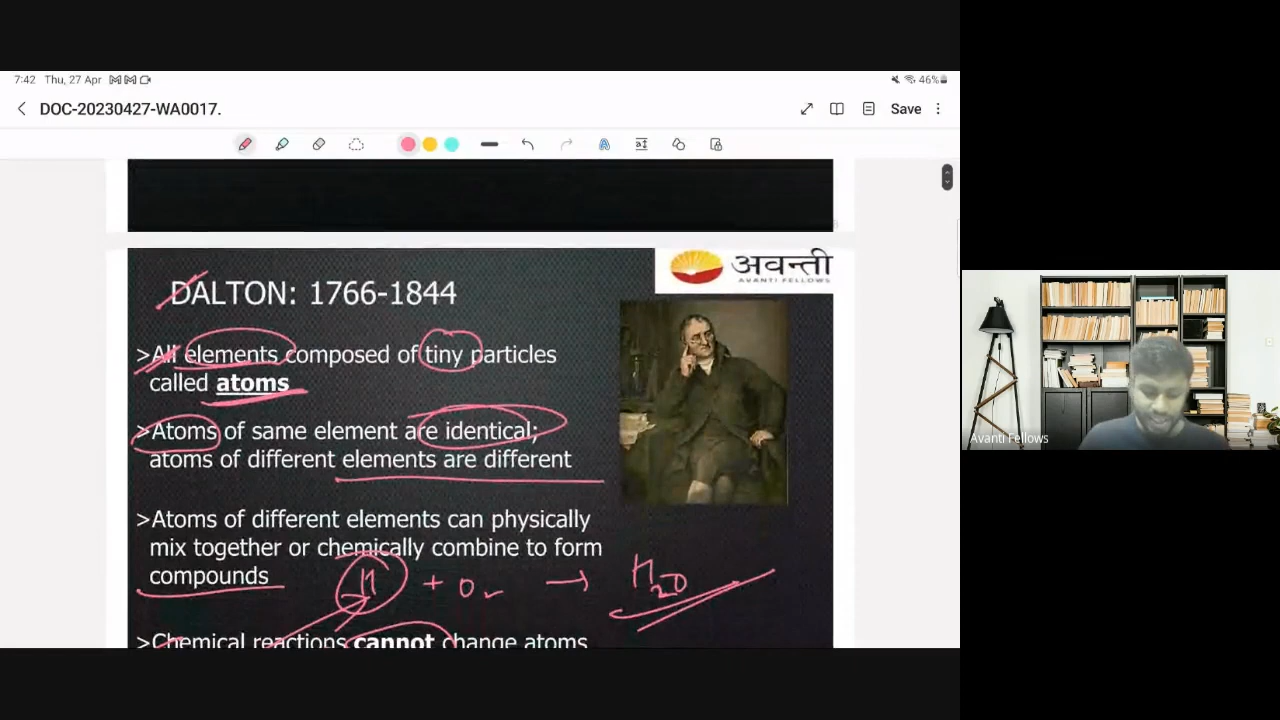 7:42 Thu, 27 Apr
46%
DOC-20230427-WA0017.
Save
अवन्ती
AVANTI FELLOWS
DALTON: 1766-1844
>All elements composed of tiny particles
called atoms
>Atoms of same element are identical;
atoms of different elements are different
>Atoms of different elements can physically
mix together or chemically combine to form
compounds
H + O₂ → H₂O
>Chemical reactions cannot change atoms
Avanti Fellows